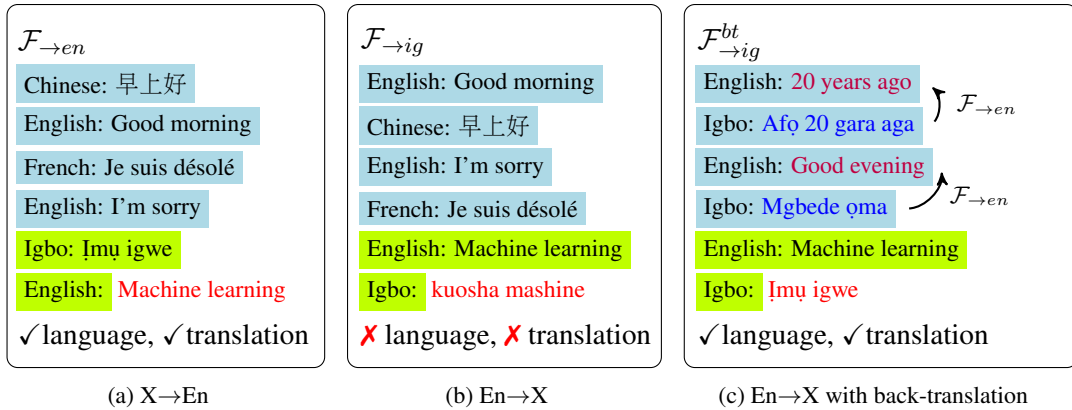 F→en
Chinese: 早上好
English: Good morning
French: Je suis désolé
English: I'm sorry
Igbo: Ịmụ igwe
English: Machine learning
✓language, ✓translation
(a) X→En
F→ig
English: Good morning
Chinese: 早上好
English: I'm sorry
French: Je suis désolé
English: Machine learning
Igbo: kuosha mashine
✗ language, ✗ translation
(b) En→X
F^bt→ig
English: 20 years ago
Igbo: Afọ 20 gara aga
F→en
English: Good evening
Igbo: Mgbede ọma
F→en
English: Machine learning
Igbo: Ịmụ igwe
✓language, ✓translation
(c) En→X with back-translation